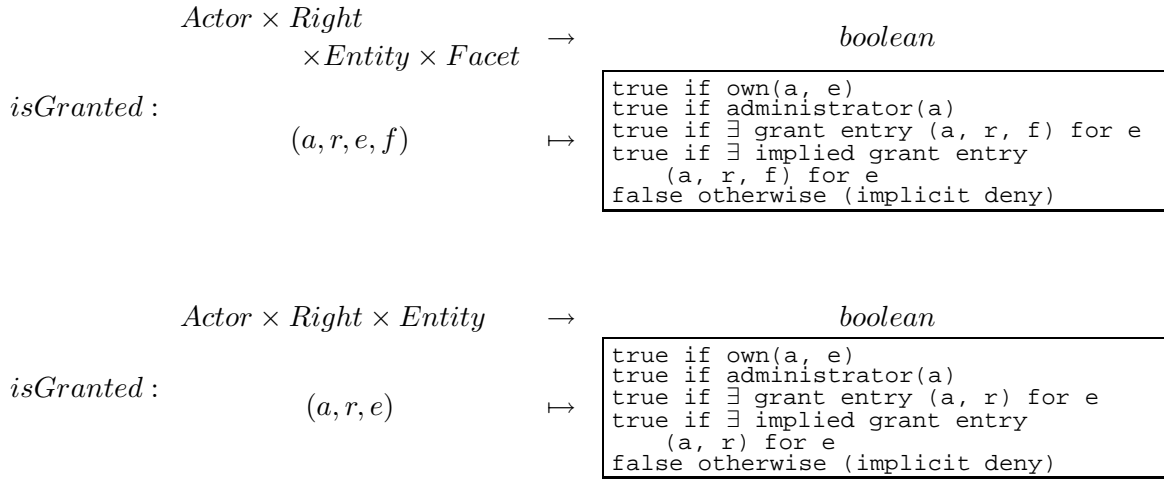 Actor × Right
×Entity × Facet → boolean
isGranted :
(a, r, e, f) ↦
true if own(a, e)
true if administrator(a)
true if ∃ grant entry (a, r, f) for e
true if ∃ implied grant entry
(a, r, f) for e
false otherwise (implicit deny)
Actor × Right × Entity → boolean
isGranted :
(a, r, e) ↦
true if own(a, e)
true if administrator(a)
true if ∃ grant entry (a, r) for e
true if ∃ implied grant entry
(a, r) for e
false otherwise (implicit deny)